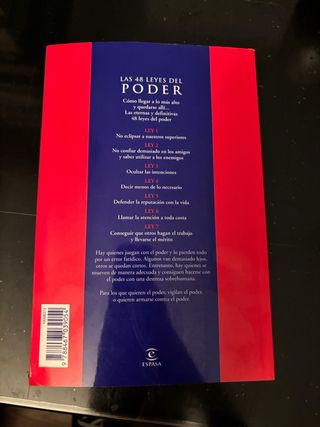 LAS 48 LEYES DEL
PODER
Cómo llegar a lo más alto
y quedarse allí...
Las eternas y definitivas
48 leyes del poder
LEY 1
No eclipsar a nuestros superiores
LEY 2
No confiar demasiado en los amigos
y saber utilizar a los enemigos
LEY 3
Ocultar las intenciones
LEY 4
Decir menos de lo necesario
LEY 5
Defender la reputación con la vida
LEY 6
Llamar la atención a toda costa
LEY 7
Conseguir que otros hagan el trabajo
y llevarse el mérito
Hay quienes juegan con el poder y lo pierden todo
por un error fatídico. Algunos van demasiado lejos,
otros se quedan cortos. Entretanto, hay quienes se
mueven de manera adecuada y consiguen hacerse con
el poder con una destreza sobrehumana.
Para los que quieren el poder, vigilan el poder,
o quieren armarse contra el poder.
ESPASA
9 788467 039054